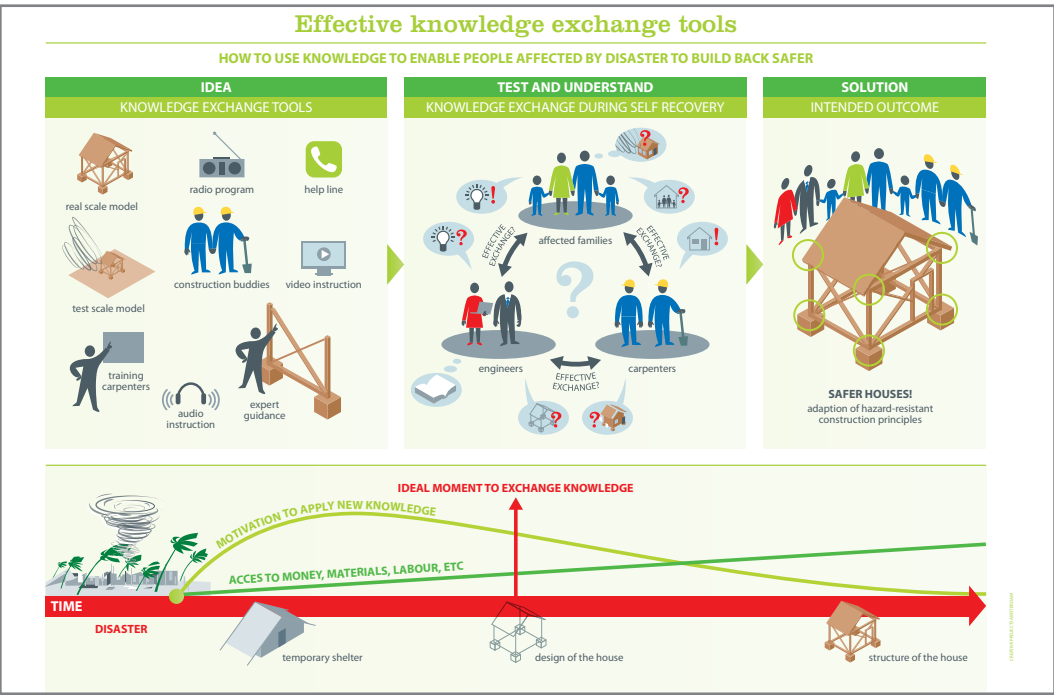 Effective knowledge exchange tools
HOW TO USE KNOWLEDGE TO ENABLE PEOPLE AFFECTED BY DISASTER TO BUILD BACK SAFER
IDEA
KNOWLEDGE EXCHANGE TOOLS
real scale model
radio program
help line
test scale model
construction buddies
video instruction
training
carpenters
audio
instruction
expert
guidance
TEST AND UNDERSTAND
KNOWLEDGE EXCHANGE DURING SELF RECOVERY
?
!
?
?
!
affected families
EFFECTIVE
EXCHANGE?
EFFECTIVE
EXCHANGE?
?
engineers
carpenters
EFFECTIVE
EXCHANGE?
?
?
SOLUTION
INTENDED OUTCOME
SAFER HOUSES!
adaption of hazard-resistant
construction principles
IDEAL MOMENT TO EXCHANGE KNOWLEDGE
MOTIVATION TO APPLY NEW KNOWLEDGE
ACCES TO MONEY, MATERIALS, LABOUR, ETC
TIME
DISASTER
temporary shelter
design of the house
structure of the house